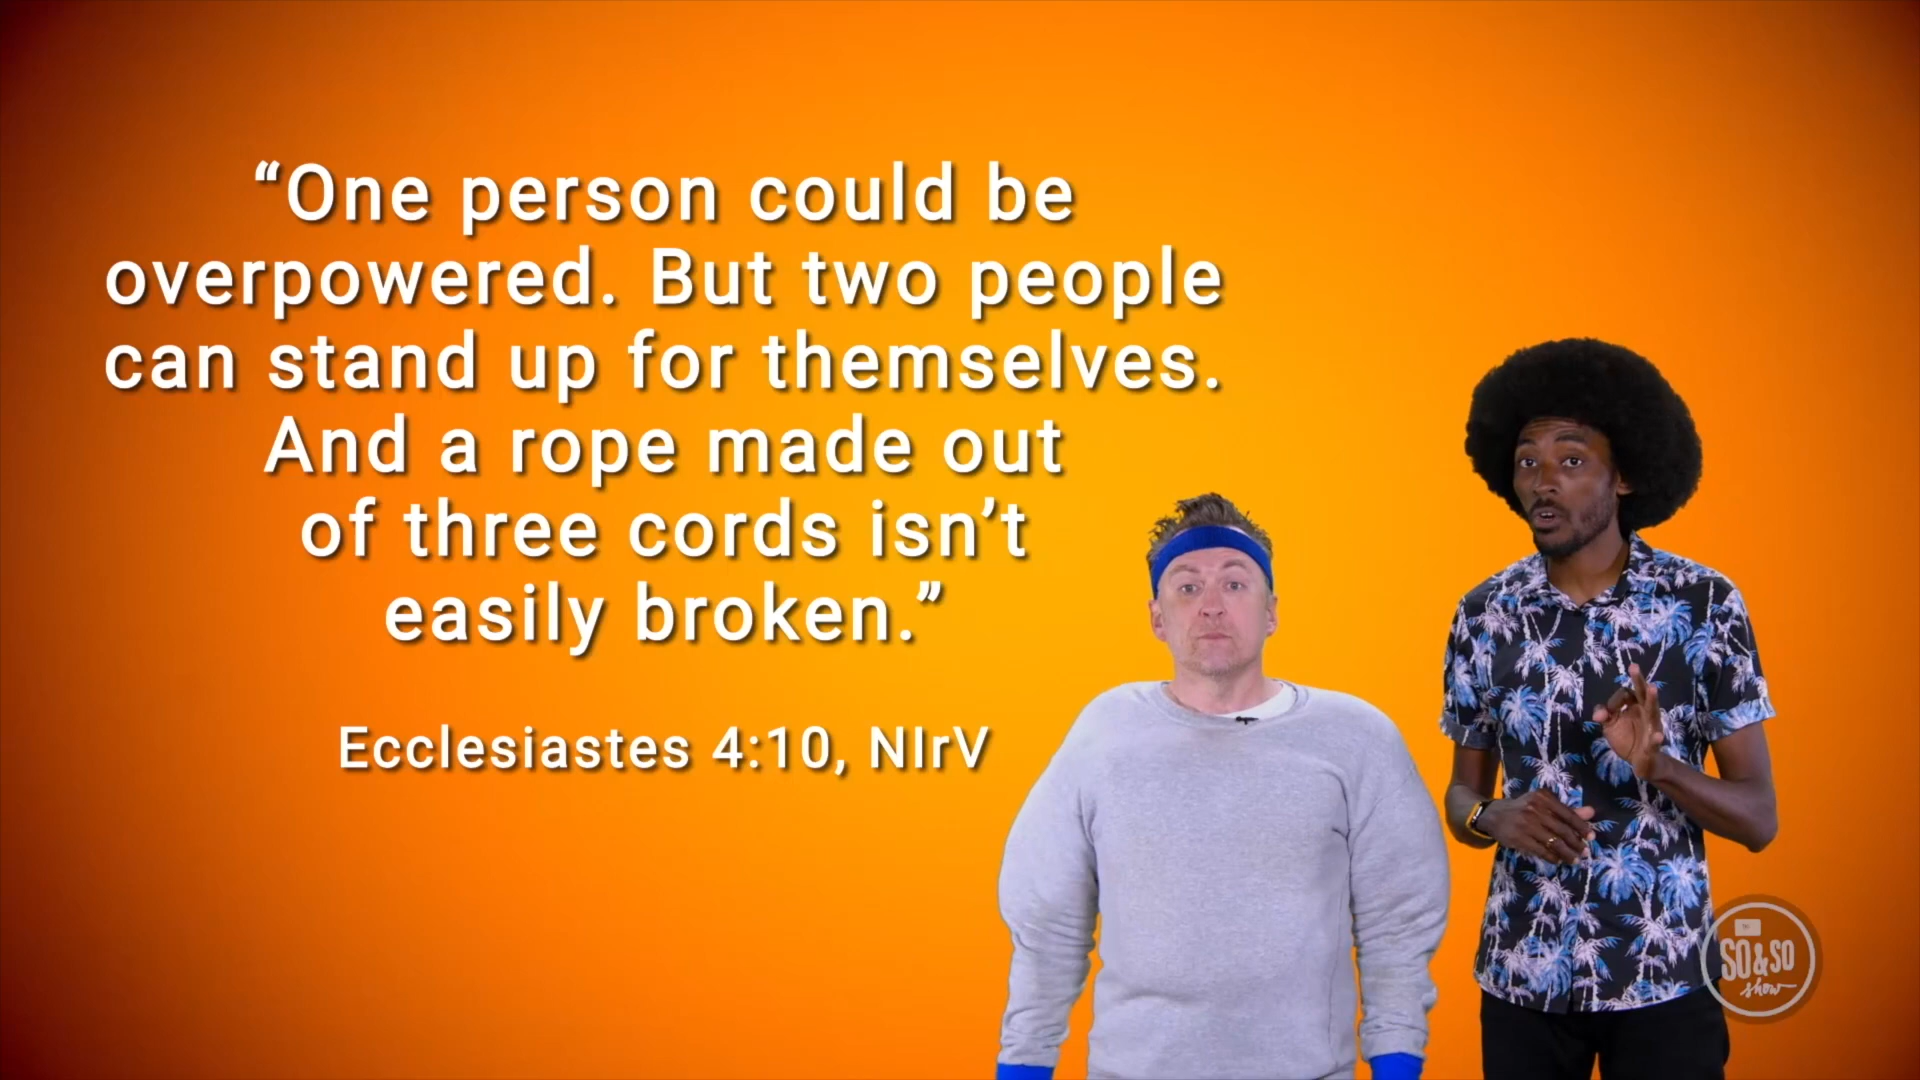 “One person could be
overpowered. But two people
can stand up for themselves.
And a rope made out
of three cords isn’t
easily broken.”
Ecclesiastes 4:10, NIrV
SO & SO
show